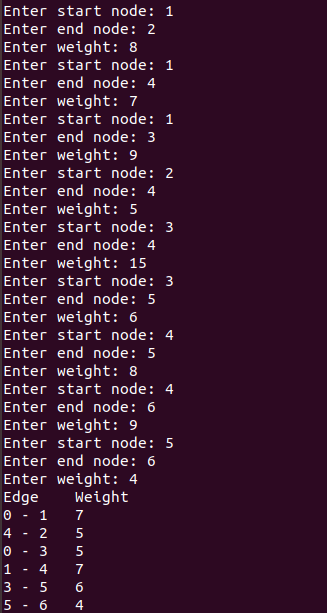 Enter start node: 1
Enter end node: 2
Enter weight: 8
Enter start node: 1
Enter end node: 4
Enter weight: 7
Enter start node: 1
Enter end node: 3
Enter weight: 9
Enter start node: 2
Enter end node: 4
Enter weight: 5
Enter start node: 3
Enter end node: 4
Enter weight: 15
Enter start node: 3
Enter end node: 5
Enter weight: 6
Enter start node: 4
Enter end node: 5
Enter weight: 8
Enter start node: 4
Enter end node: 6
Enter weight: 9
Enter start node: 5
Enter end node: 6
Enter weight: 4
Edge    Weight
0 - 1   7
4 - 2   5
0 - 3   5
1 - 4   7
3 - 5   6
5 - 6   4